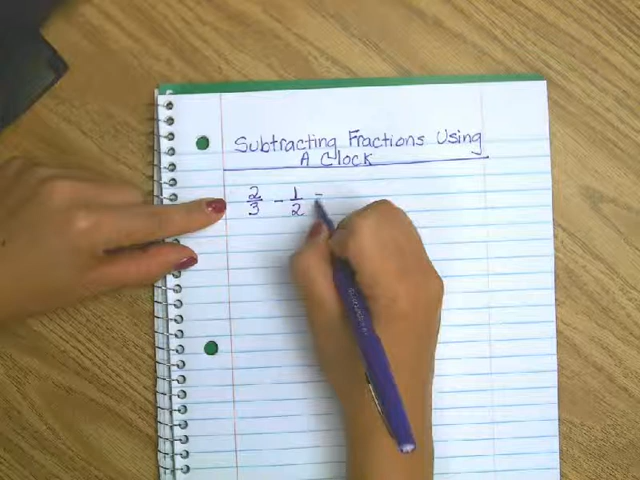 Subtracting Fractions Using
A Clock
2/3 - 1/2 =